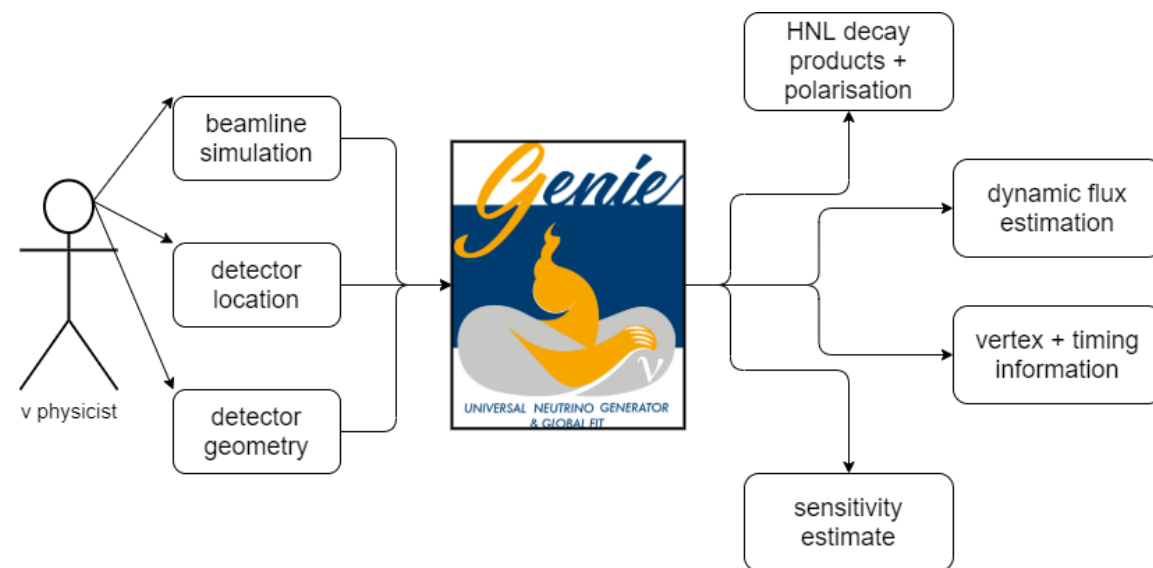 beamline
simulation
detector
location
detector
geometry
ν physicist
Genie
ν
UNIVERSAL NEUTRINO GENERATOR
& GLOBAL FIT
HNL decay
products +
polarisation
dynamic flux
estimation
vertex + timing
information
sensitivity
estimate